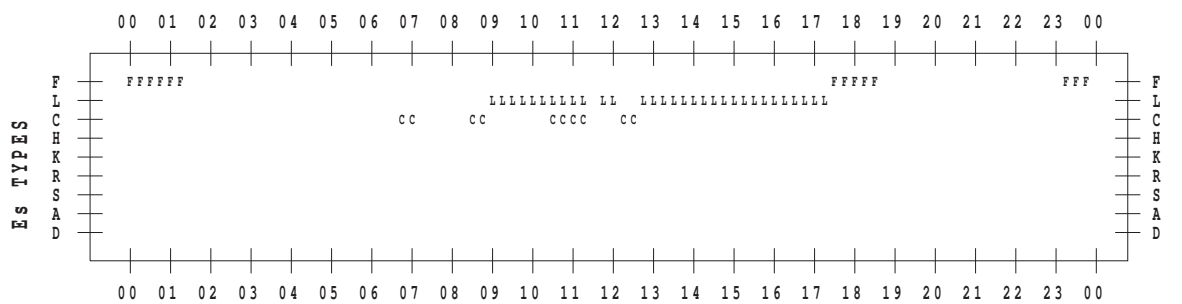 00 01 02 03 04 05 06 07 08 09 10 11 12 13 14 15 16 17 18 19 20 21 22 23 00
F FFFFFF FFFFF FFF F
L LLLLLLLLLL LL LLLLLLLLLLLLLLLLLLL L
C CC CC CCCC CC C
H H
K K
R R
S S
A A
D D
Es TYPES
00 01 02 03 04 05 06 07 08 09 10 11 12 13 14 15 16 17 18 19 20 21 22 23 00